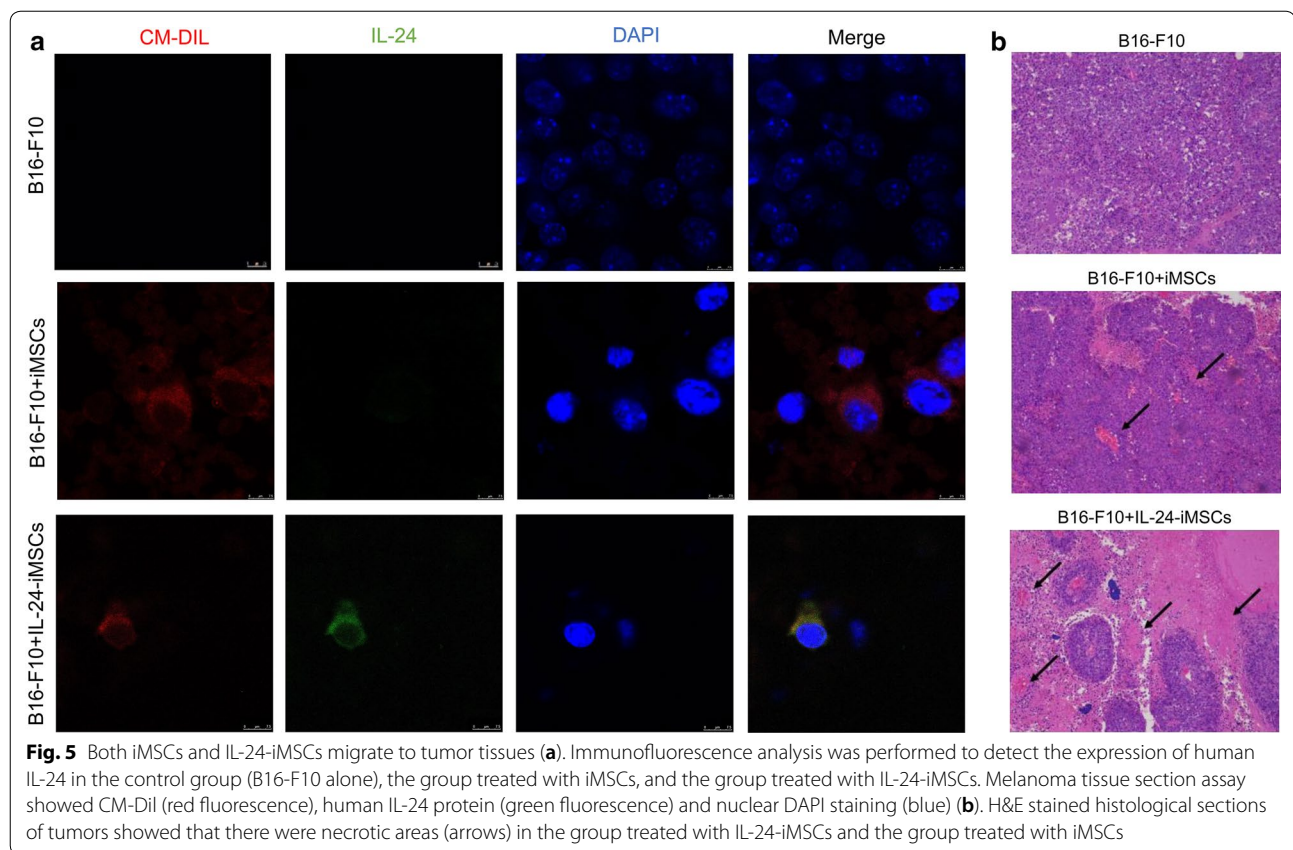 a
CM-DIL IL-24 DAPI Merge
B16-F10
B16-F10+iMSCs
B16-F10+IL-24-iMSCs
b
B16-F10
B16-F10+iMSCs
B16-F10+IL-24-iMSCs
Fig. 5 Both iMSCs and IL-24-iMSCs migrate to tumor tissues (a). Immunofluorescence analysis was performed to detect the expression of human
IL-24 in the control group (B16-F10 alone), the group treated with iMSCs, and the group treated with IL-24-iMSCs. Melanoma tissue section assay
showed CM-Dil (red fluorescence), human IL-24 protein (green fluorescence) and nuclear DAPI staining (blue) (b). H&E stained histological sections
of tumors showed that there were necrotic areas (arrows) in the group treated with IL-24-iMSCs and the group treated with iMSCs